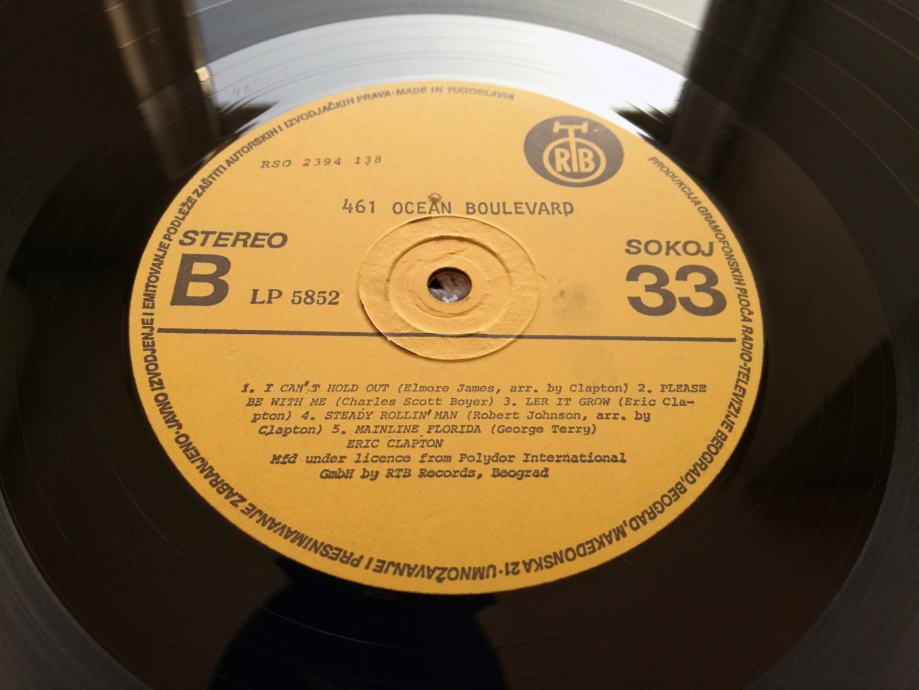 JAVNO IZVODJENJE I EMITOVANJE PODLEŽE ZAŠTITI AUTORSKIH I IZVODJAČKIH PRAVA·MADE IN YUGOSLAVIA
RSO 2394 138
RTB
461 OCEAN BOULEVARD
STEREO
SOKOJ
B
LP 5852
33
1. I CAN'T HOLD OUT (Elmore James, arr. by Clapton) 2. PLEASE
BE WITH ME (Charles Scott Boyer) 3. LER IT GROW (Eric Cla-
pton) 4. STEADY ROLLIN' MAN (Robert Johnson, arr. by
Clapton) 5. MAINLINE FLORIDA (George Terry)
ERIC CLAPTON
Mfd under licence from Polydor International
GmbH by RTB Records, Beograd
PRODUKCIJA GRAMOFONSKIH PLOČA RADIO-TELEVIZIJE BEOGRAD, BEOGRAD, MAKEDONSKA 21·UMNOŽAVANJE I PRESNIMAVANJE ZABRANJENO·